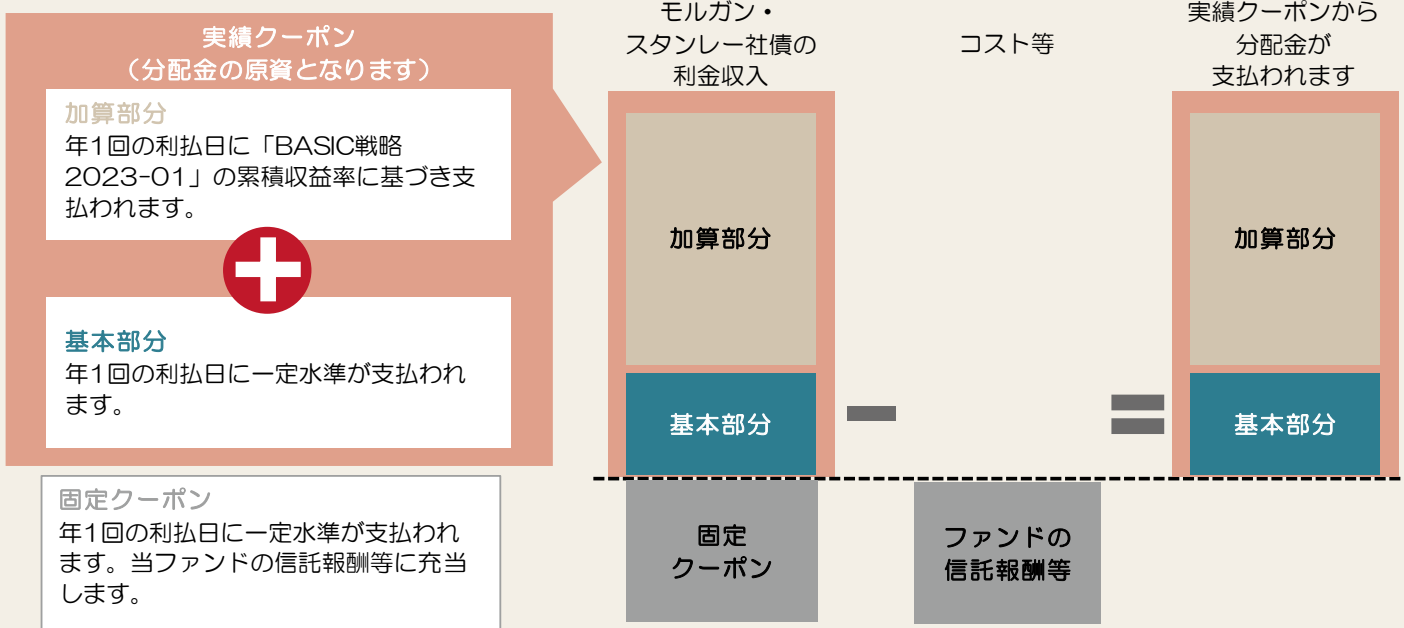 実績クーポン
（分配金の原資となります）
加算部分
年1回の利払日に「BASIC戦略
2023-01」の累積収益率に基づき支
払われます。
基本部分
年1回の利払日に一定水準が支払われ
ます。
固定クーポン
年1回の利払日に一定水準が支払われ
ます。当ファンドの信託報酬等に充当
します。
モルガン・
スタンレー社債の
利金収入
加算部分
基本部分
固定
クーポン
コスト等
ファンドの
信託報酬等
実績クーポンから
分配金が
支払われます
加算部分
基本部分